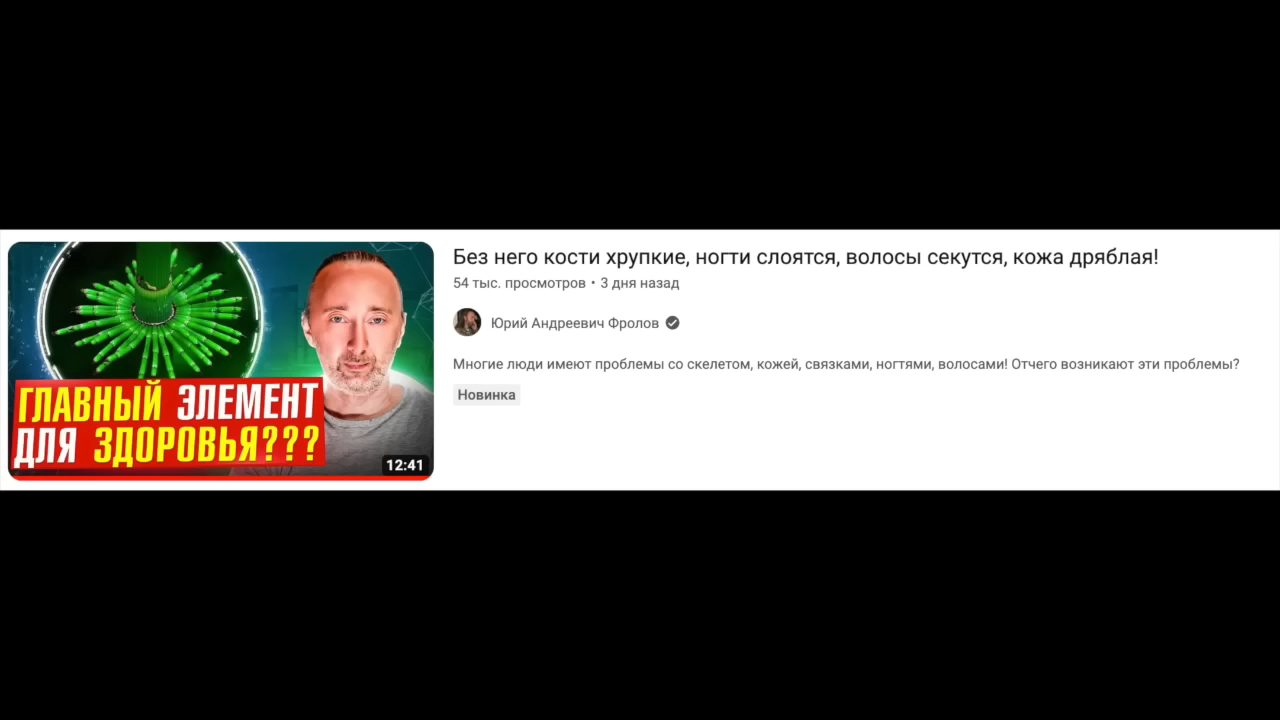 ГЛАВНЫЙ ЭЛЕМЕНТ
ДЛЯ ЗДОРОВЬЯ???
12:41
Без него кости хрупкие, ногти слоятся, волосы секутся, кожа дряблая!
54 тыс. просмотров • 3 дня назад
Юрий Андреевич Фролов
Многие люди имеют проблемы со скелетом, кожей, связками, ногтями, волосами! Отчего возникают эти проблемы?
Новинка